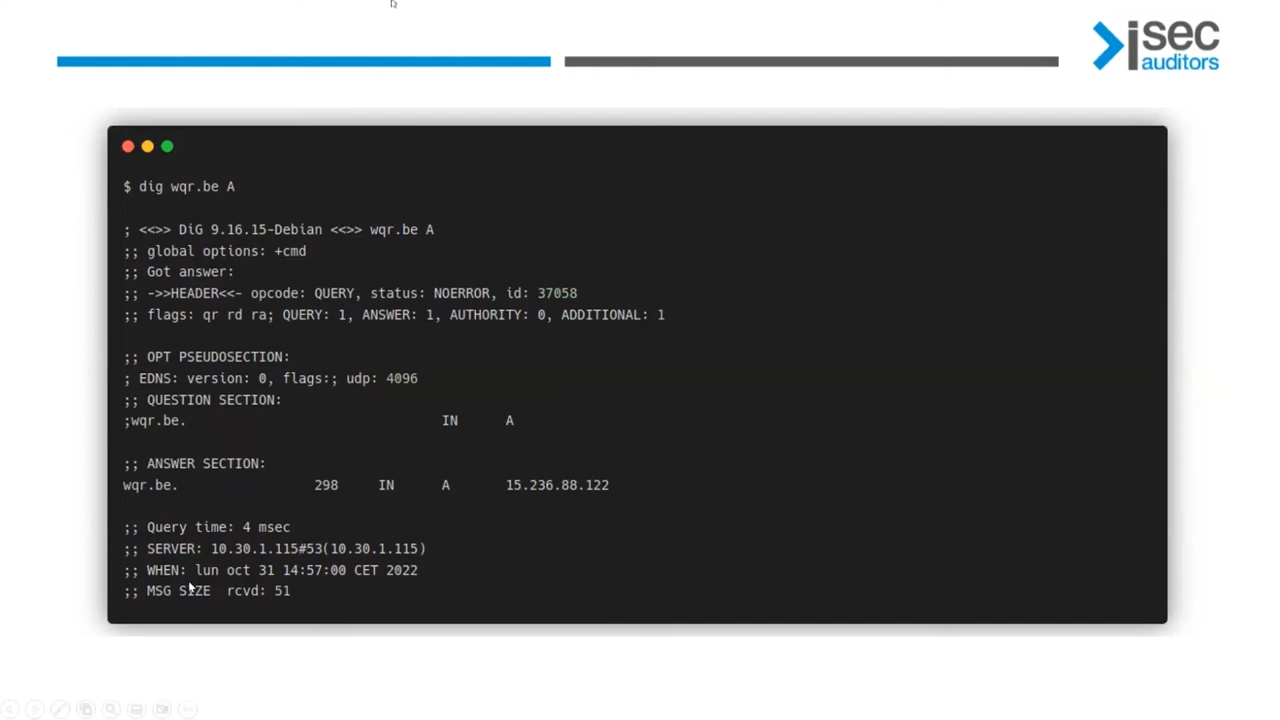 isec
auditors
$ dig wqr.be A
; <<>> DiG 9.16.15-Debian <<>> wqr.be A
;; global options: +cmd
;; Got answer:
;; ->>HEADER<<- opcode: QUERY, status: NOERROR, id: 37058
;; flags: qr rd ra; QUERY: 1, ANSWER: 1, AUTHORITY: 0, ADDITIONAL: 1
;; OPT PSEUDOSECTION:
; EDNS: version: 0, flags:; udp: 4096
;; QUESTION SECTION:
;wqr.be. IN A
;; ANSWER SECTION:
wqr.be. 298 IN A 15.236.88.122
;; Query time: 4 msec
;; SERVER: 10.30.1.115#53(10.30.1.115)
;; WHEN: lun oct 31 14:57:00 CET 2022
;; MSG SIZE rcvd: 51